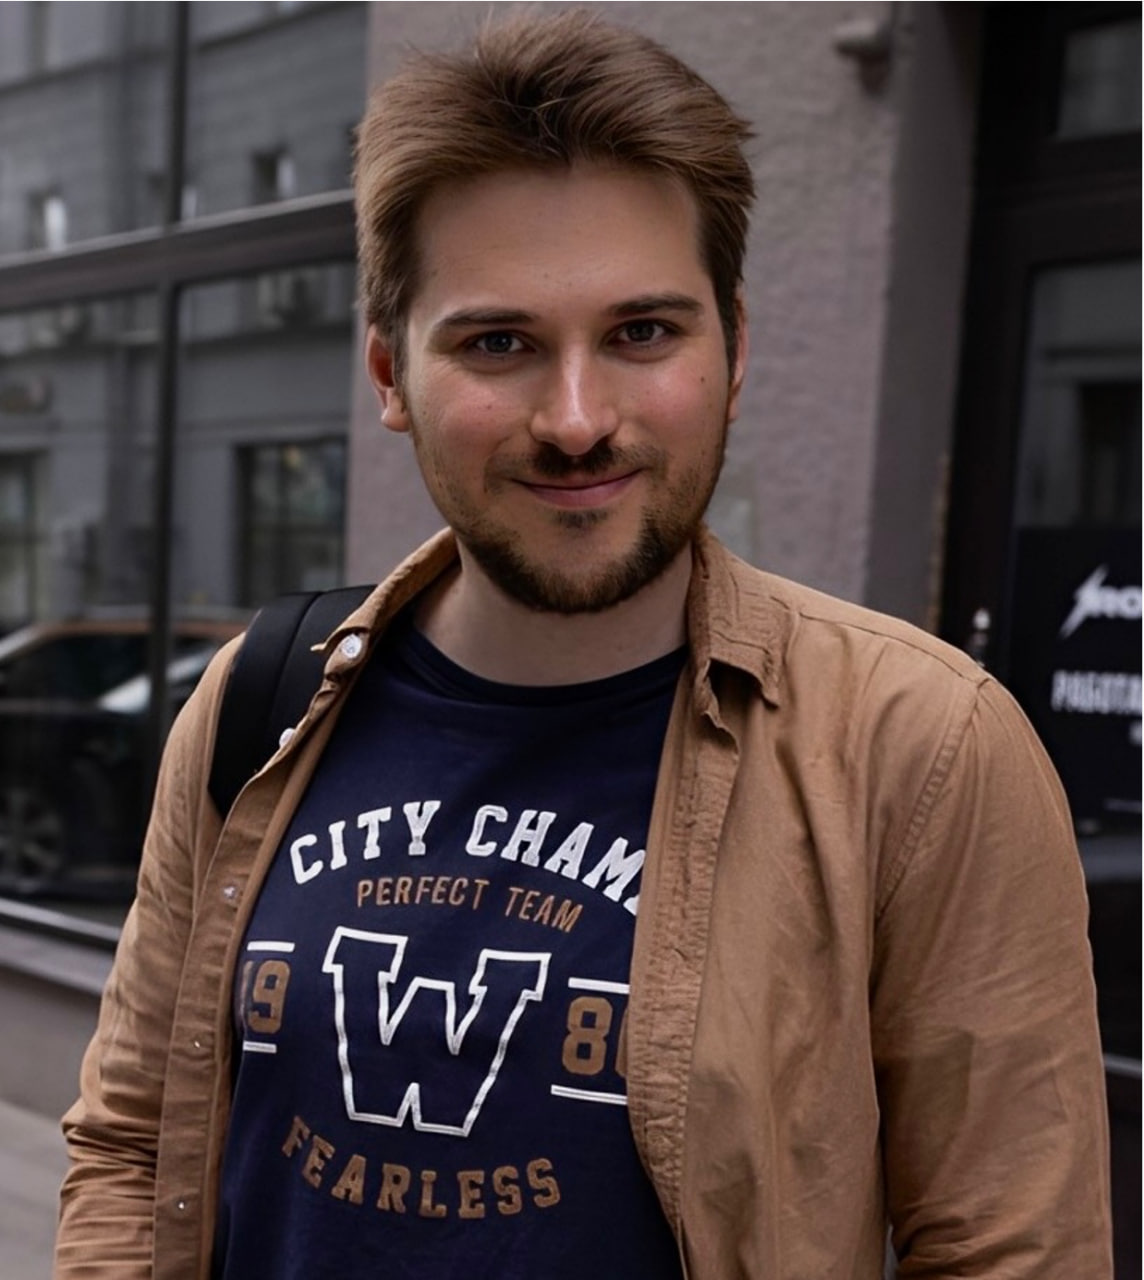 CITY CHAM
PERFECT TEAM
19
W
8
FEARLESS